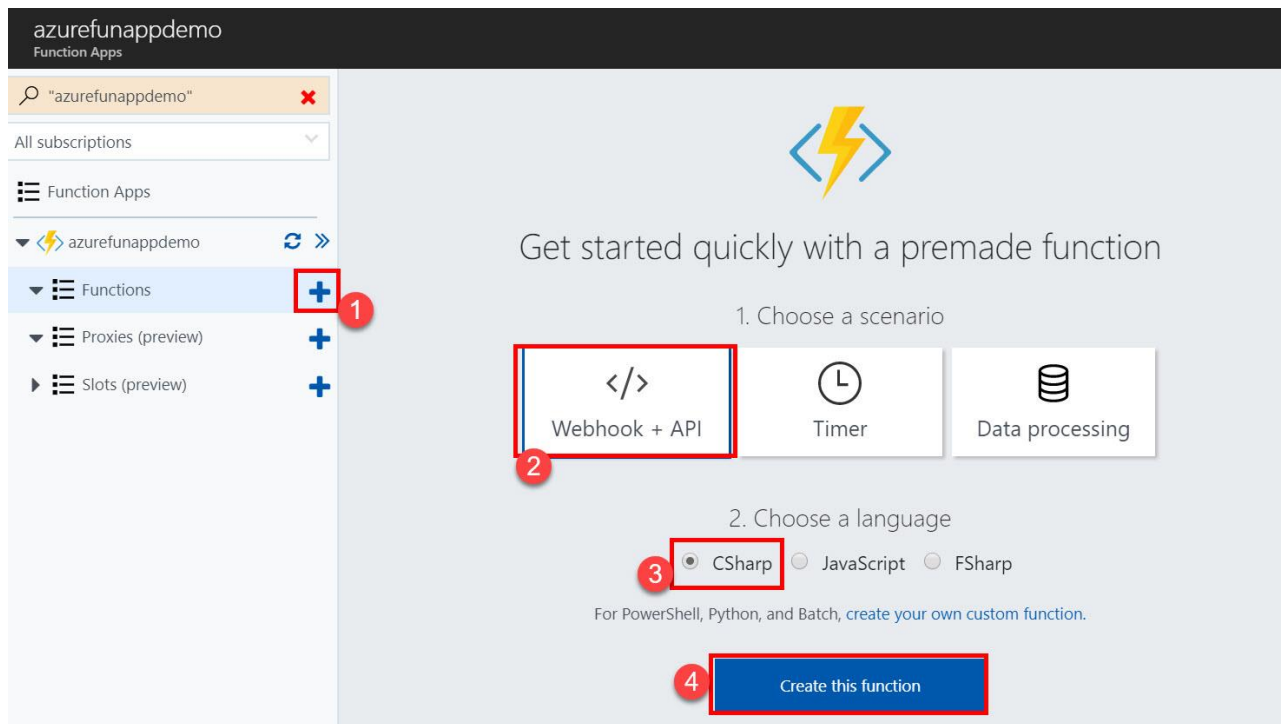 azurefunappdemo
Function Apps
"azurefunappdemo"
All subscriptions
Function Apps
azurefunappdemo
Functions
1
Proxies (preview)
Slots (preview)
Get started quickly with a premade function
1. Choose a scenario
</>
Webhook + API
Timer
Data processing
2
2. Choose a language
3
CSharp JavaScript FSharp
For PowerShell, Python, and Batch, create your own custom function.
4
Create this function